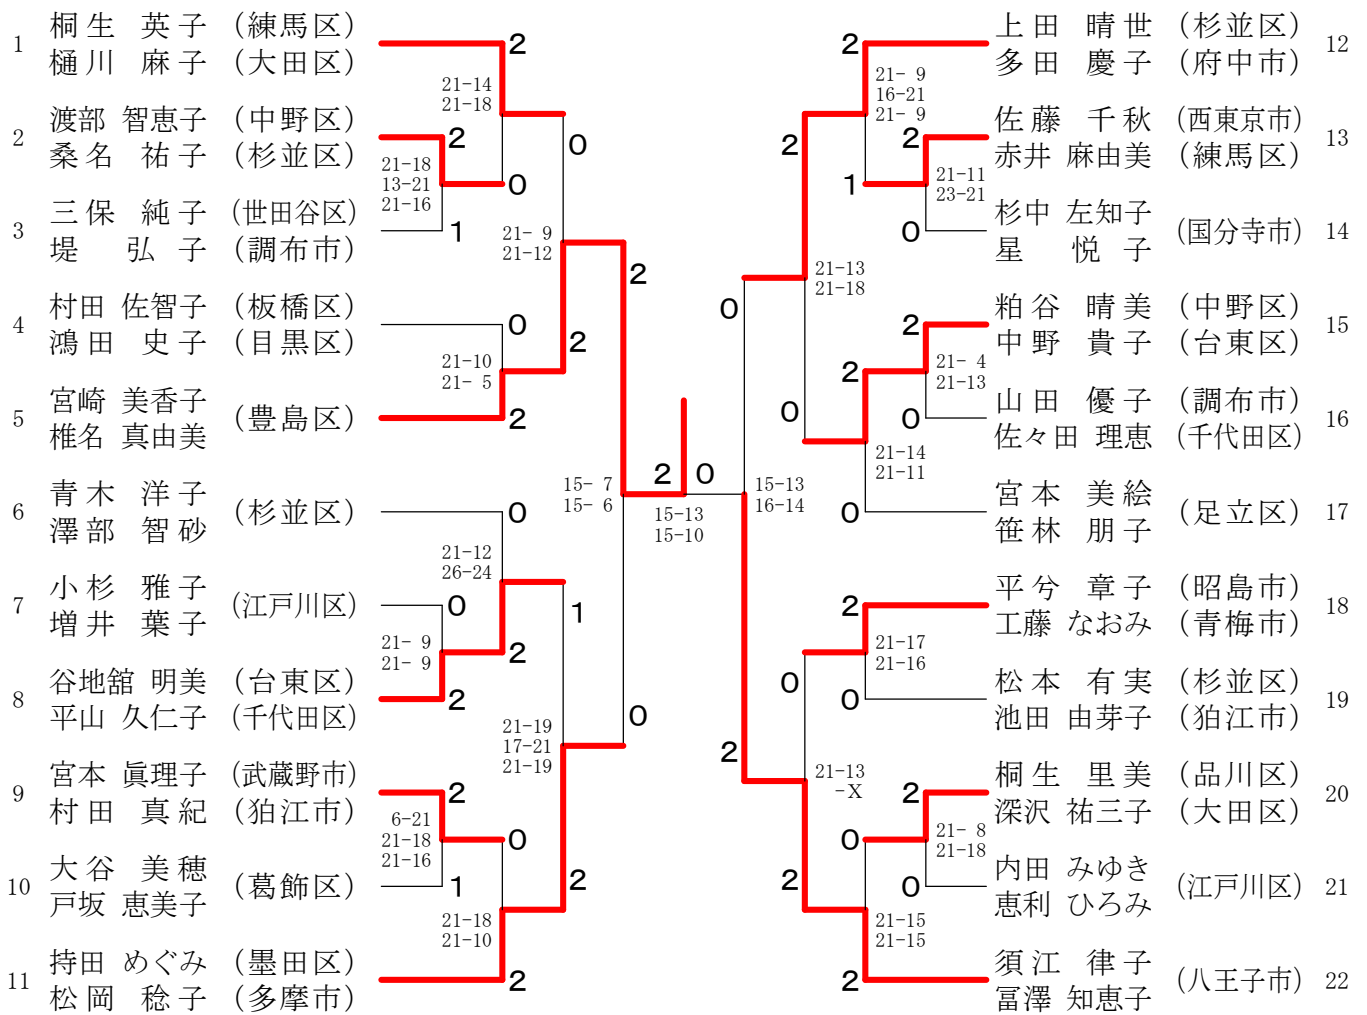 1 桐生 英子 (練馬区)
樋川 麻子 (大田区)
2 渡部 智恵子 (中野区)
桑名 祐子 (杉並区)
3 三保 純子 (世田谷区)
堤 弘子 (調布市)
4 村田 佐智子 (板橋区)
鴻田 史子 (目黒区)
5 宮崎 美香子 (豊島区)
椎名 真由美
6 青木 洋子 (杉並区)
澤部 智砂
7 小杉 雅子 (江戸川区)
増井 葉子
8 谷地舘 明美 (台東区)
平山 久仁子 (千代田区)
9 宮本 眞理子 (武蔵野市)
村田 真紀 (狛江市)
10 大谷 美穂 (葛飾区)
戸坂 恵美子
11 持田 めぐみ (墨田区)
松岡 稔子 (多摩市)
2
21-14
21-18
0
2
21-18
13-21
21-16
0
1
21- 9
21-12
2
0
2
21-10
21- 5
2
0
21-12
26-24
1
0
21- 9
21- 9
2
2
21-19
17-21
21-19
0
2
6-21
21-18
21-16
0
1
2
21-18
21-10
2
15- 7
15- 6
2 0
15-13
15-10
15-13
16-14
0
2
2
21- 9
16-21
21- 9
2
2
1
21-11
23-21
0
21-13
21-18
2
2
21- 4
21-13
0
0
21-14
21-11
0
2
21-17
21-16
0
0
21-13
-X
2
0
21- 8
21-18
0
2
21-15
21-15
2
上田 晴世 (杉並区) 12
多田 慶子 (府中市)
佐藤 千秋 (西東京市) 13
赤井 麻由美 (練馬区)
杉中 左知子 (国分寺市) 14
星 悦子
粕谷 晴美 (中野区) 15
中野 貴子 (台東区)
山田 優子 (調布市) 16
佐々田 理恵 (千代田区)
宮本 美絵 (足立区) 17
笹林 朋子
平兮 章子 (昭島市) 18
工藤 なおみ (青梅市)
松本 有実 (杉並区) 19
池田 由芽子 (狛江市)
桐生 里美 (品川区) 20
深沢 祐三子 (大田区)
内田 みゆき (江戸川区) 21
恵利 ひろみ
須江 律子 (八王子市) 22
冨澤 知恵子